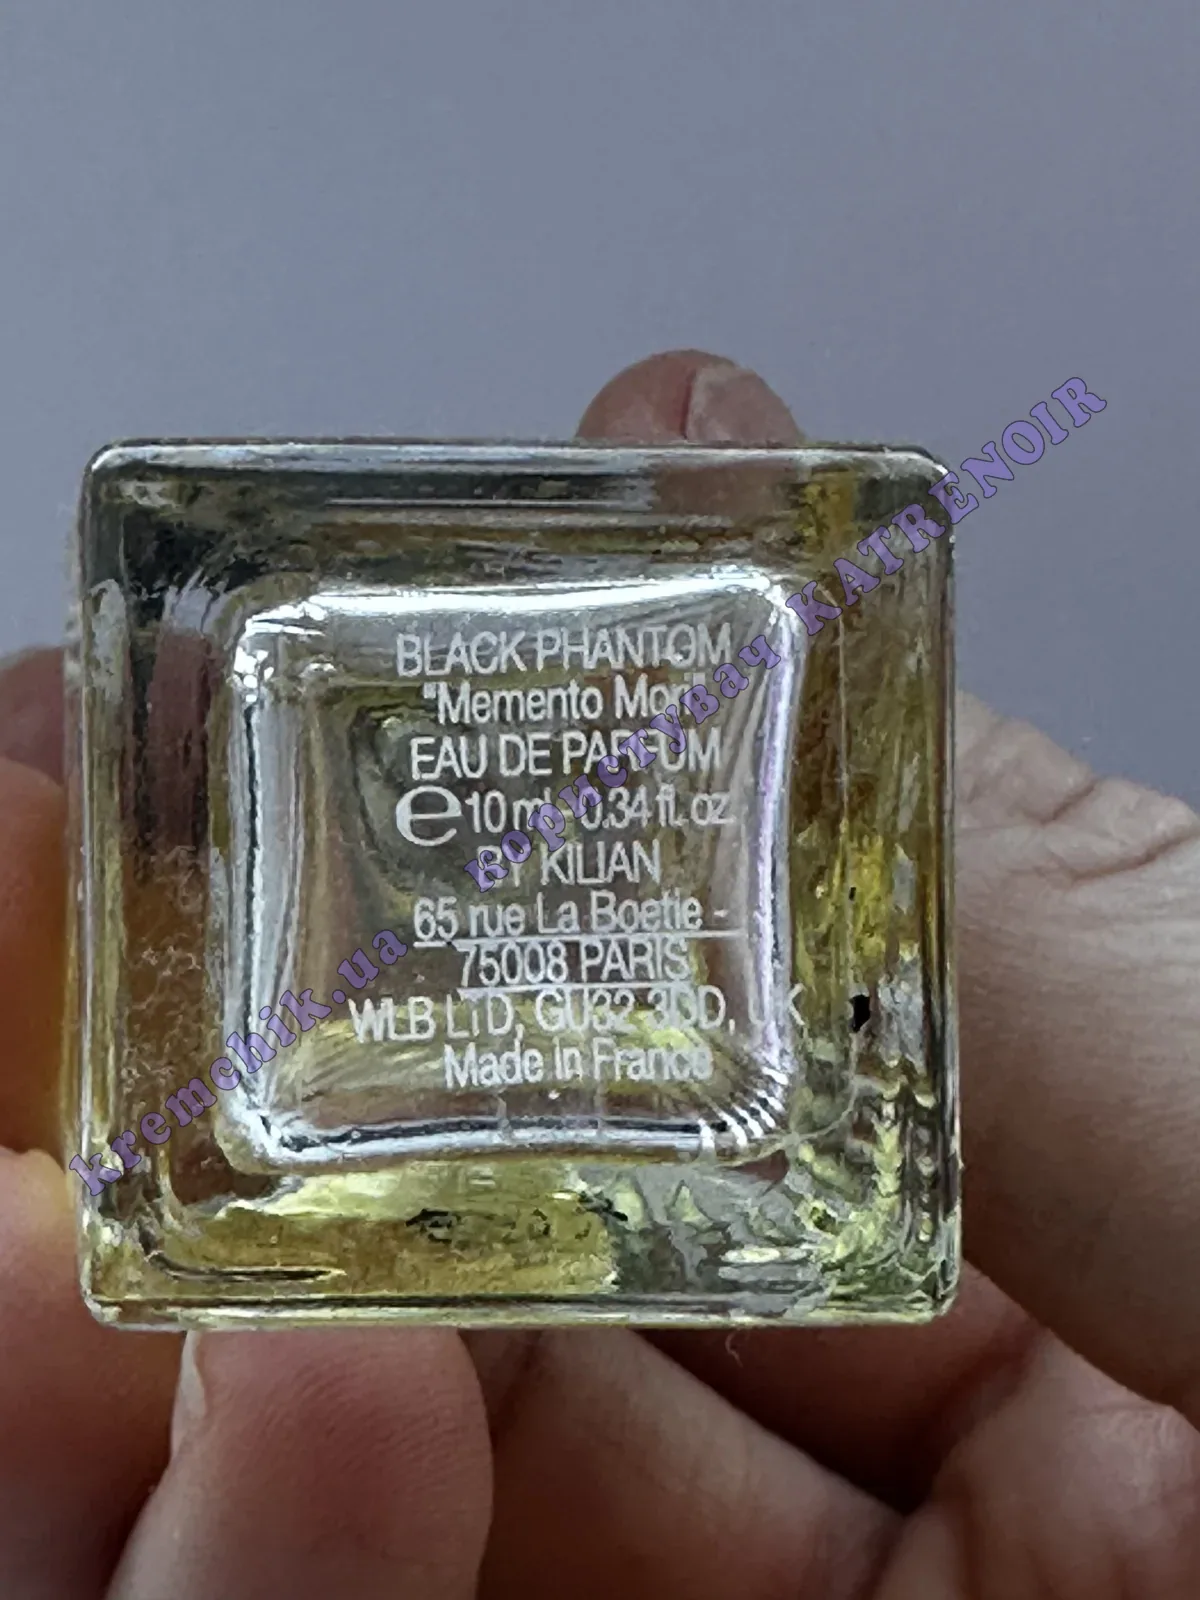 BLACK PHANTOM
"Memento Mori"
EAU DE PARFUM
e 10 ml - 0.34 fl. oz.
BY KILIAN
65 rue La Boetie -
75008 PARIS
WLB LTD, GU32 3DD, UK
Made in France
kremchik.ua користувач KATRENOIR